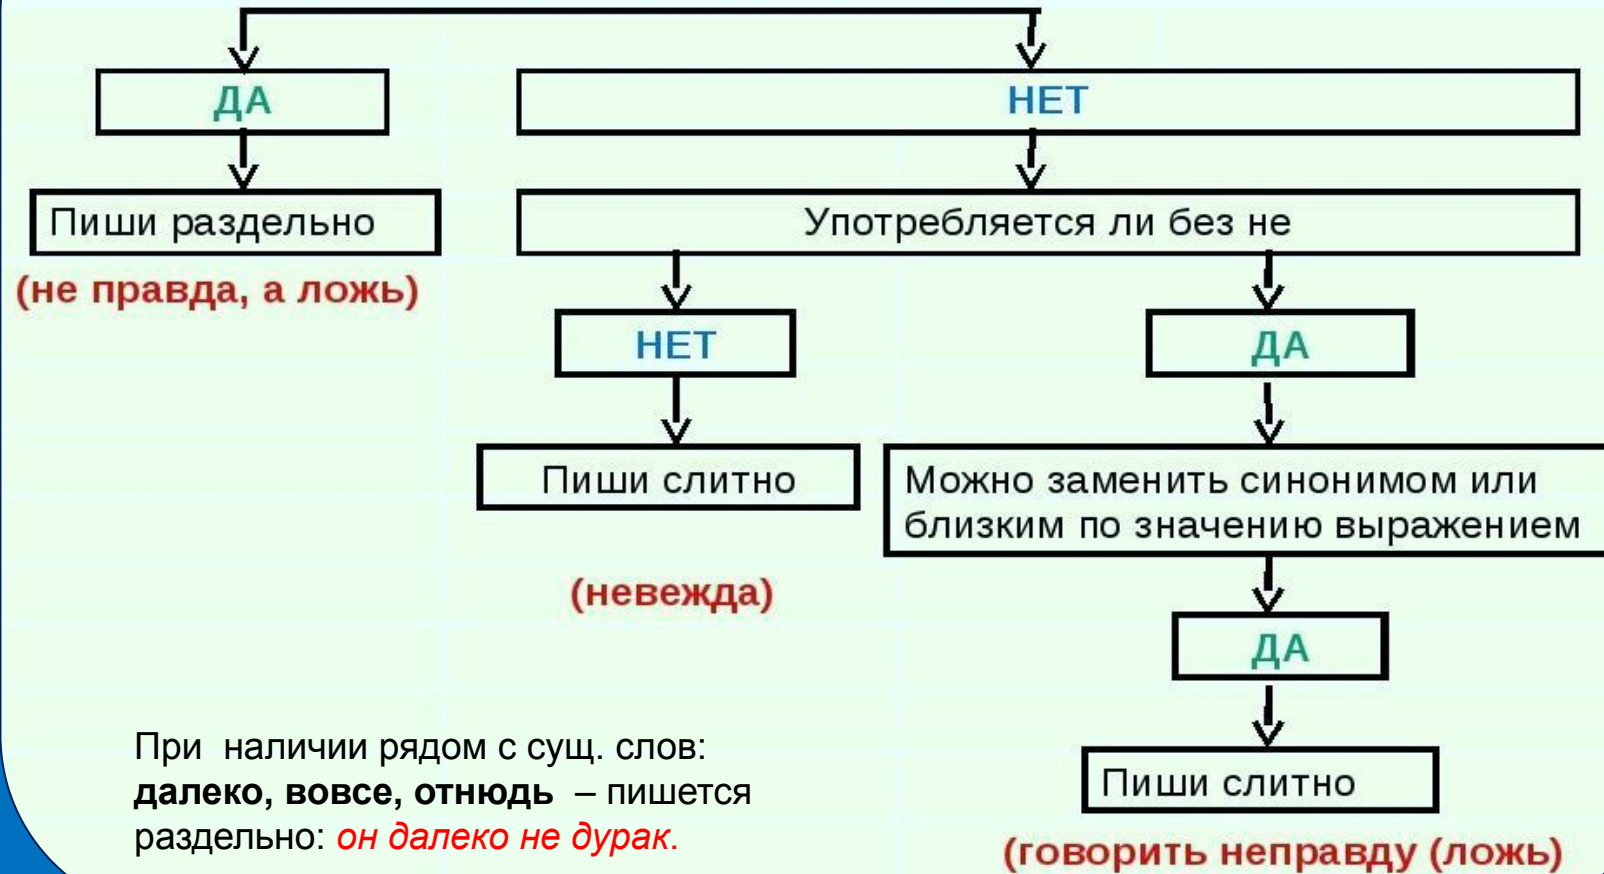 ДА
НЕТ
Пиши раздельно
Употребляется ли без не
(не правда, а ложь)
НЕТ
ДА
Пиши слитно
Можно заменить синонимом или
близким по значению выражением
(невежда)
ДА
При наличии рядом с сущ. слов:
далеко, вовсе, отнюдь – пишется
раздельно: он далеко не дурак.
Пиши слитно
(говорить неправду (ложь)